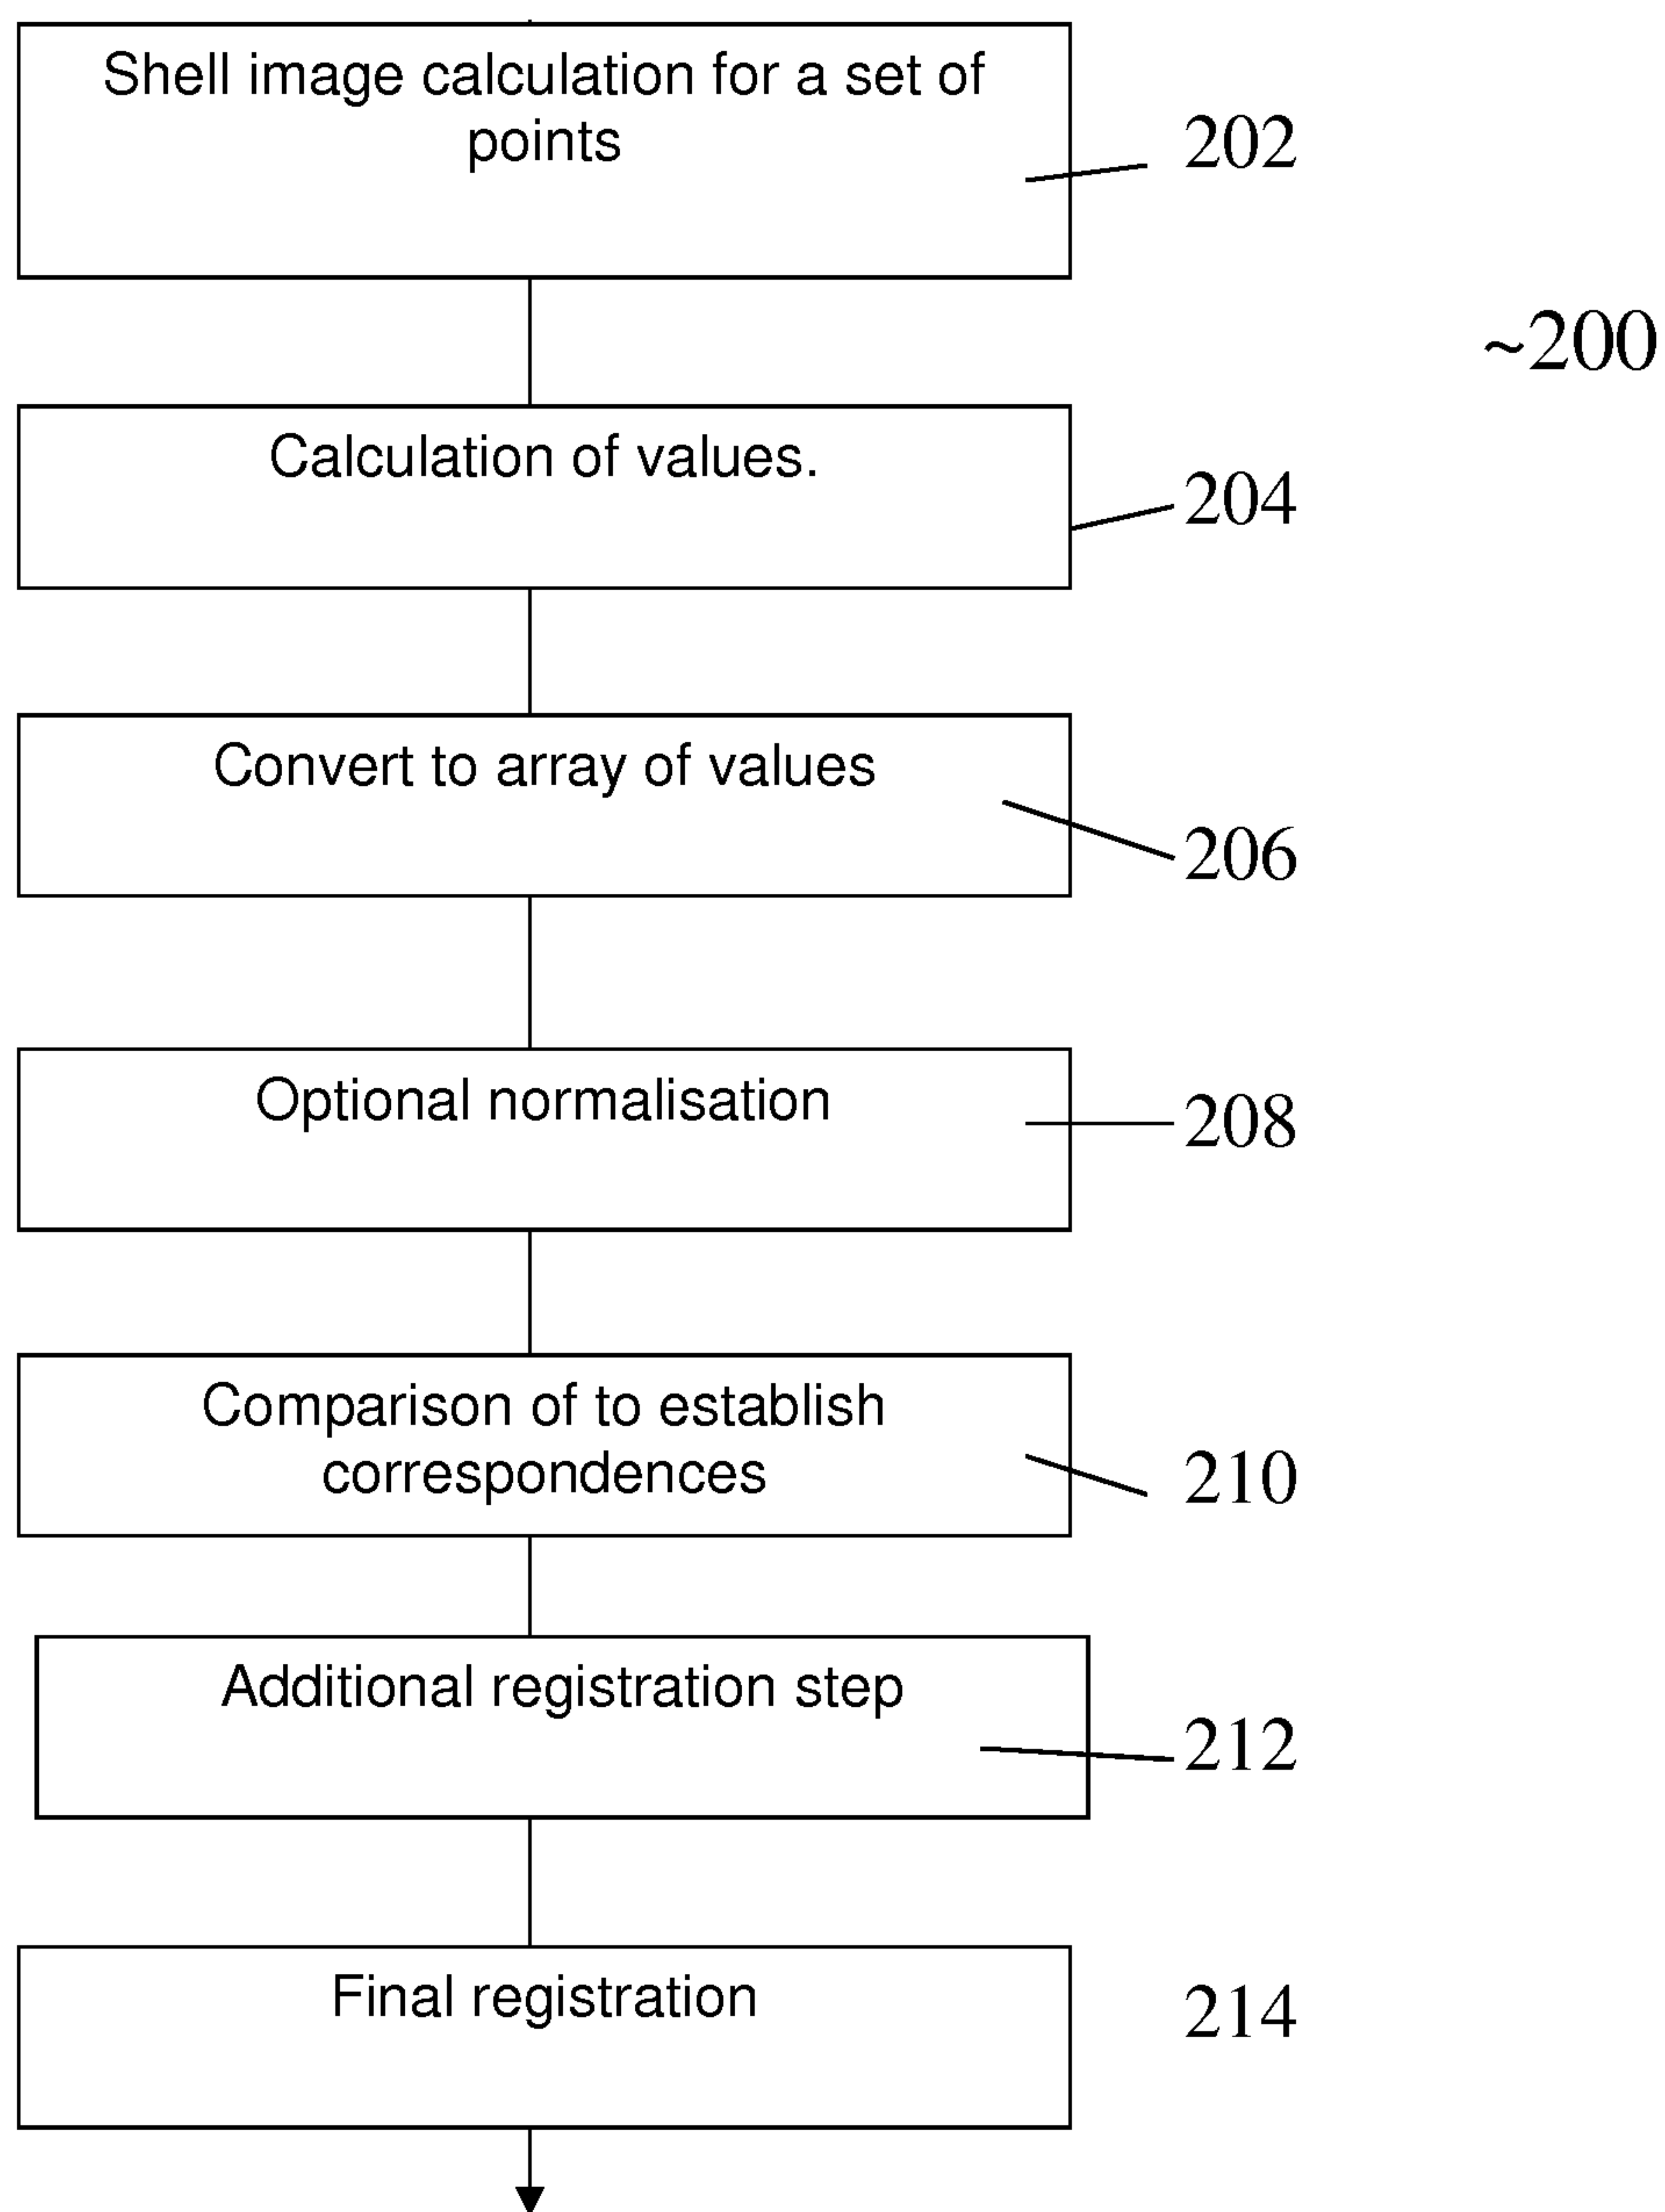 Shell image calculation for a set of
points
202
~200
Calculation of values.
204
Convert to array of values
206
Optional normalisation
208
Comparison of to establish
correspondences
210
Additional registration step
212
Final registration
214